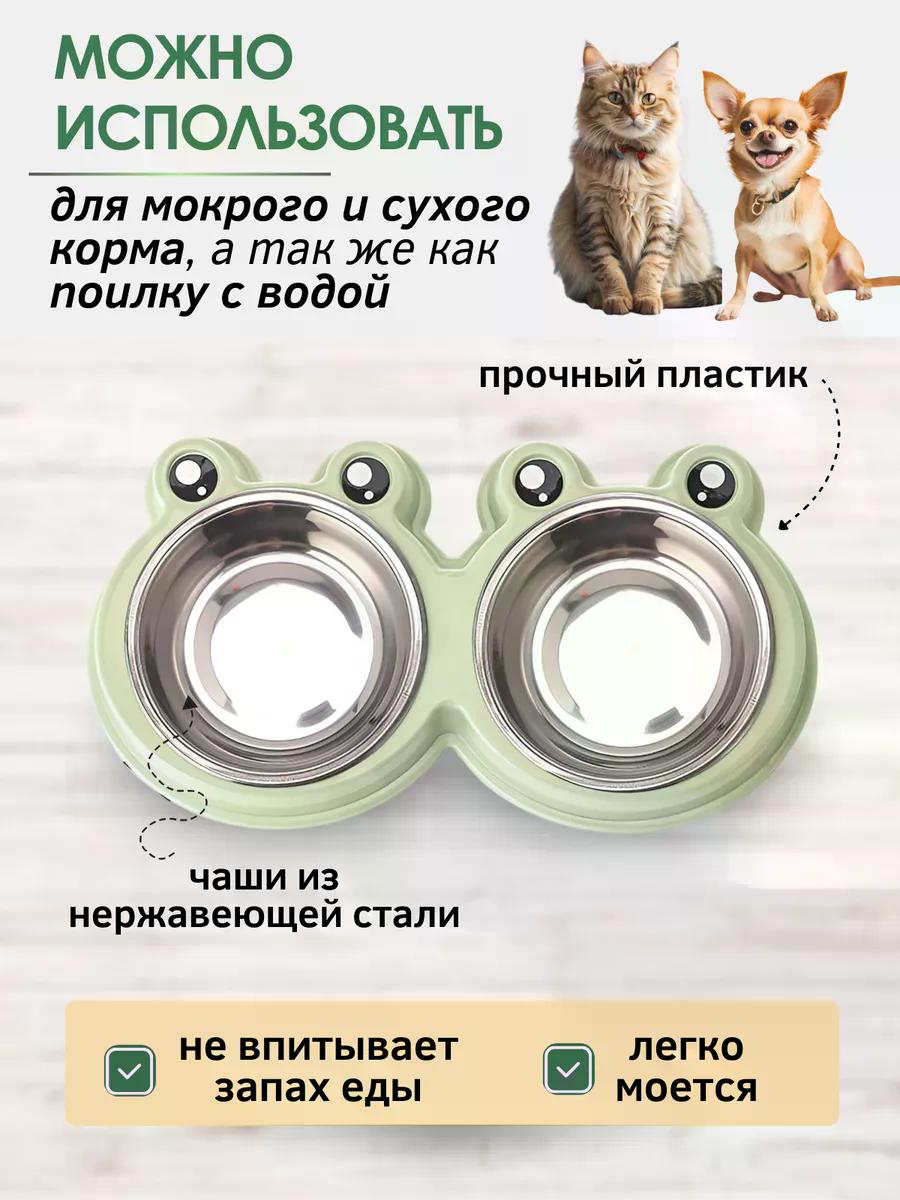 МОЖНО
ИСПОЛЬЗОВАТЬ
для мокрого и сухого
корма, а так же как
поилку с водой
прочный пластик
чаши из
нержавеющей стали
не впитывает
запах еды
легко
моется